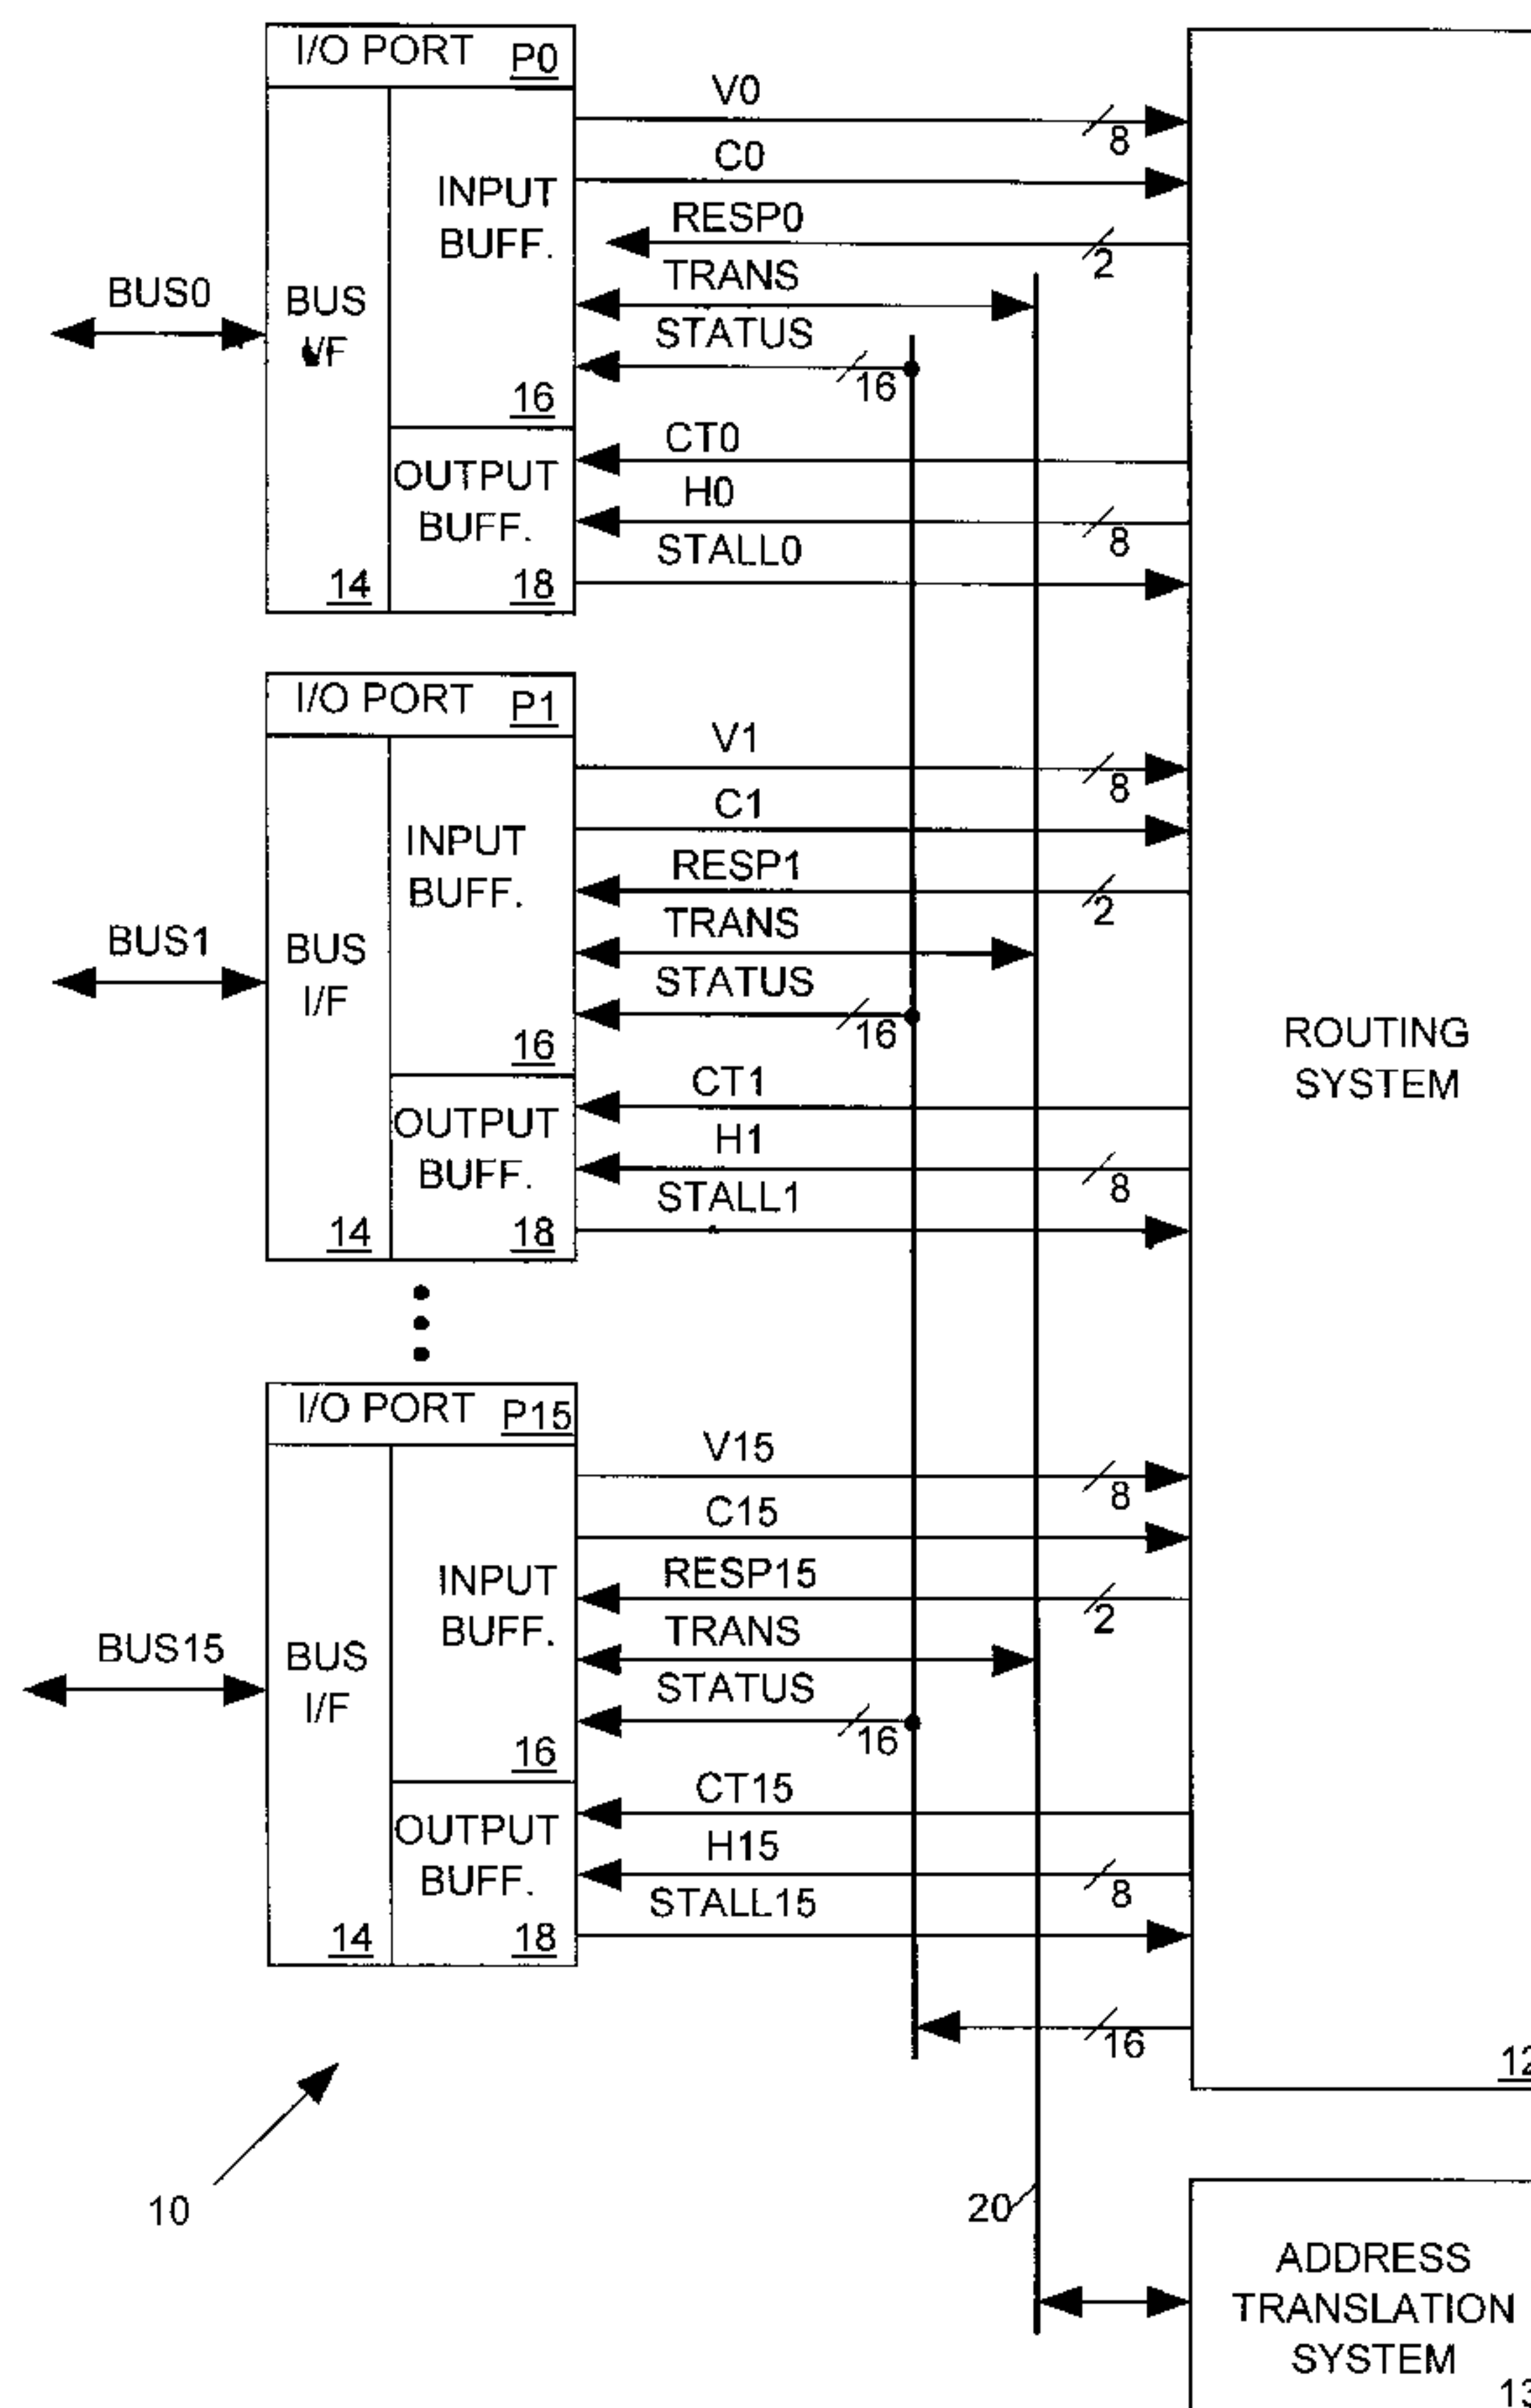 I/O PORT P0
V0
8
C0
INPUT
BUFF.
RESP0
2
TRANS
BUS0
BUS
I/F
STATUS
16
16
CT0
OUTPUT
BUFF.
H0
8
STALL0
14
18
I/O PORT P1
V1
8
C1
INPUT
BUFF.
RESP1
2
TRANS
BUS1
BUS
I/F
STATUS
16
16
ROUTING
SYSTEM
CT1
OUTPUT
BUFF.
H1
8
STALL1
14
18
I/O PORT P15
V15
8
C15
INPUT
BUFF.
RESP15
2
TRANS
BUS15
BUS
I/F
STATUS
16
16
CT15
OUTPUT
BUFF.
H15
8
STALL15
14
18
16
12
10
20
ADDRESS
TRANSLATION
SYSTEM
13